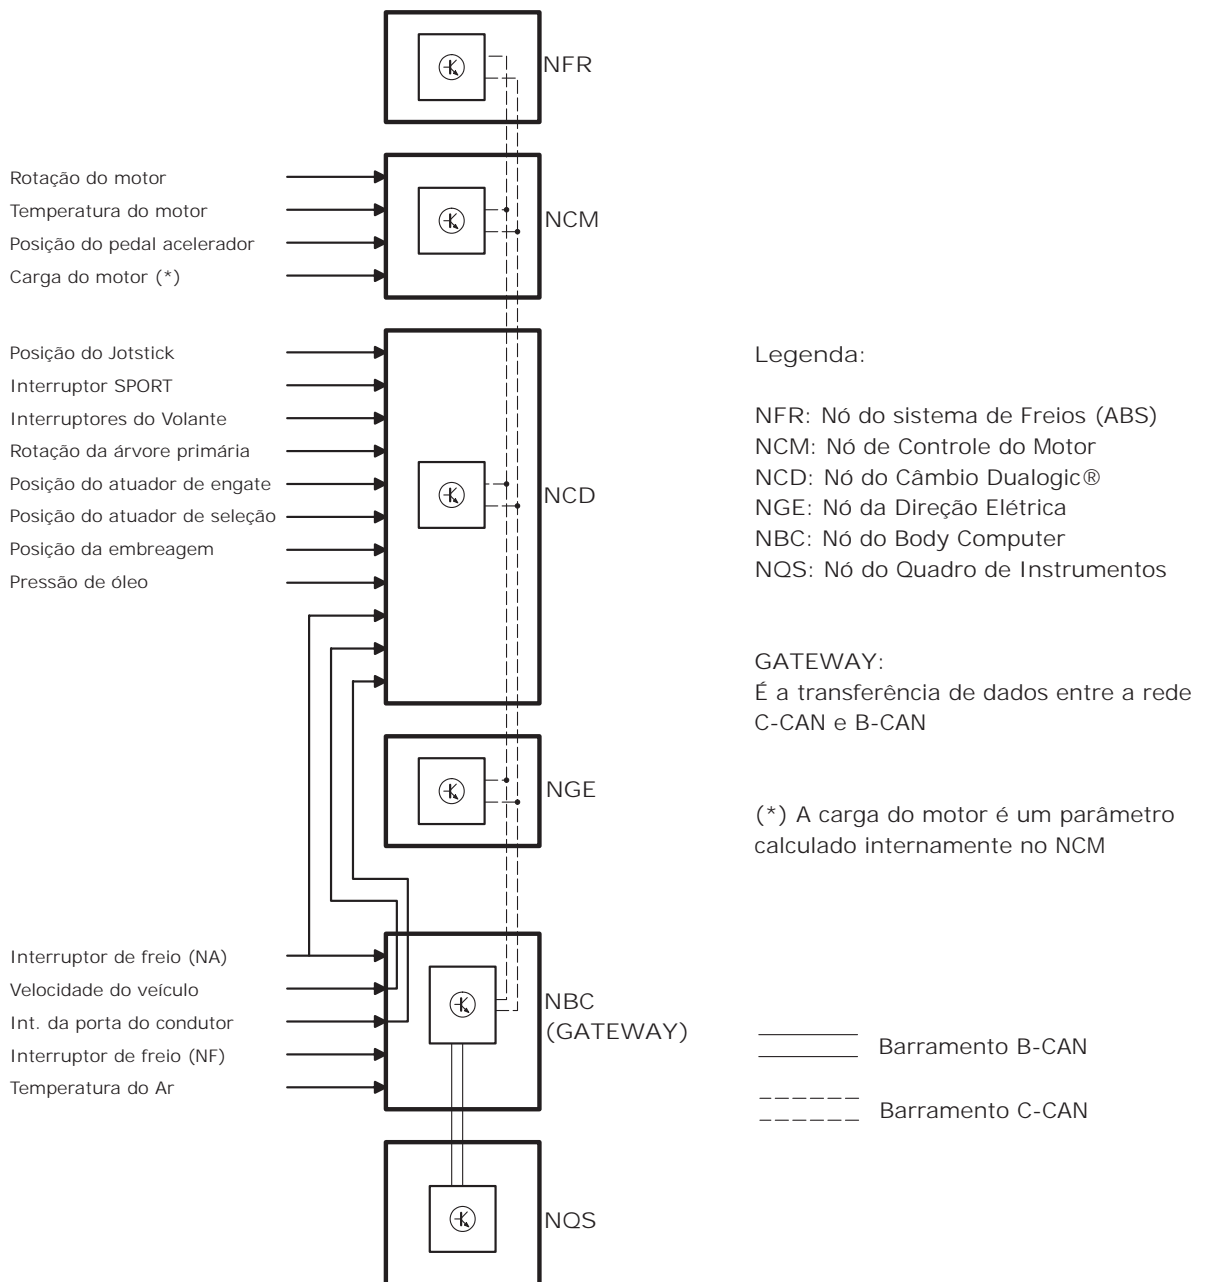 NFR
Rotação do motor
Temperatura do motor
Posição do pedal acelerador
Carga do motor (*)
NCM
Posição do Jotstick
Interruptor SPORT
Interruptores do Volante
Rotação da árvore primária
Posição do atuador de engate
Posição do atuador de seleção
Posição da embreagem
Pressão de óleo
NCD
Legenda:
NFR: Nó do sistema de Freios (ABS)
NCM: Nó de Controle do Motor
NCD: Nó do Câmbio Dualogic®
NGE: Nó da Direção Elétrica
NBC: Nó do Body Computer
NQS: Nó do Quadro de Instrumentos
GATEWAY:
É a transferência de dados entre a rede
C-CAN e B-CAN
NGE
(*) A carga do motor é um parâmetro
calculado internamente no NCM
Interruptor de freio (NA)
Velocidade do veículo
Int. da porta do condutor
Interruptor de freio (NF)
Temperatura do Ar
NBC
(GATEWAY)
Barramento B-CAN
Barramento C-CAN
NQS